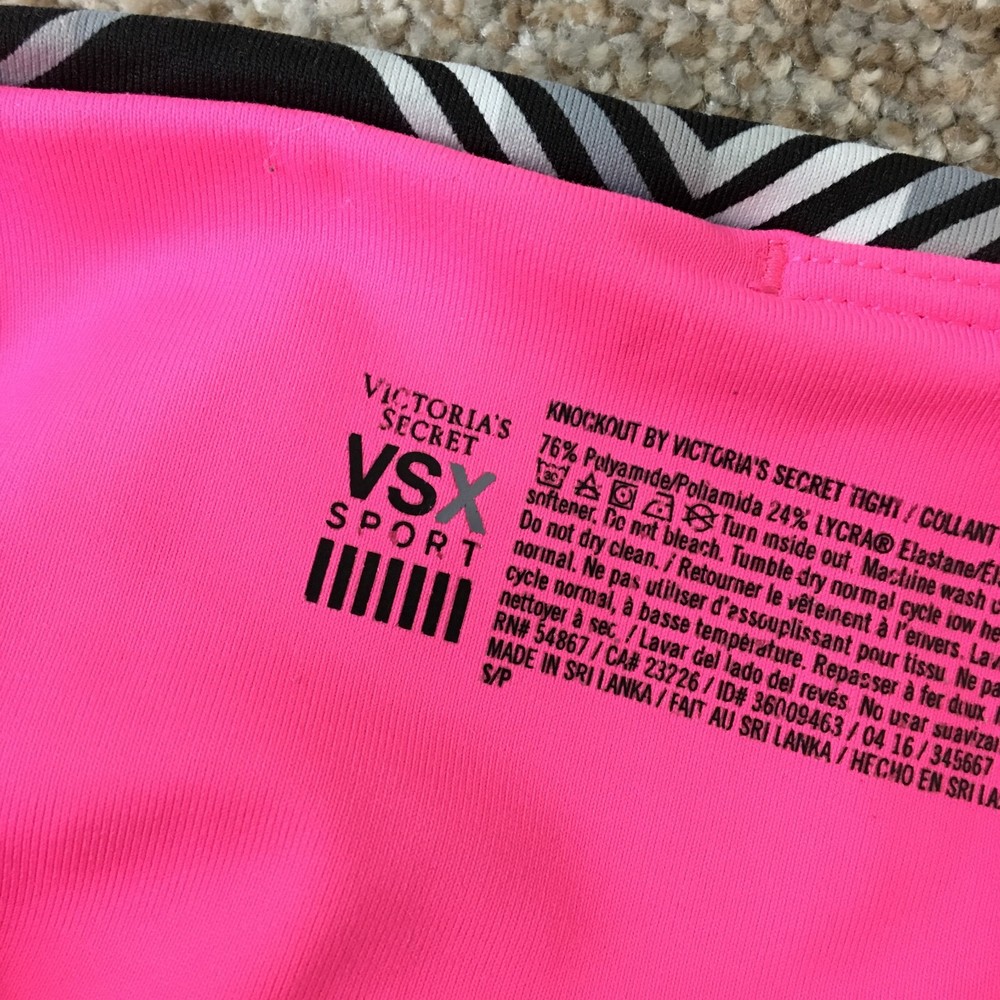 VICTORIA'S
SECRET
VSX
SPORT
KNOCKOUT BY VICTORIA'S SECRET TIGHT / COLLANT
76% Polyamide/Poliamida 24% LYCRA® Elastane/
30 Turn inside out. Machine wash
softener. Do not bleach. Tumble dry normal cycle low
Do not dry clean. / Retourner le vêtement à l'envers.
normal. Ne pas utiliser d'assouplissant pour tissu. Ne
cycle normal, à basse température. Repasser à fer doux.
nettoyer à sec. / Lavar del lado del revés. No usar
RN# 54867 / CA# 23226 / ID# 36009463 / 04 16 / 345667
MADE IN SRI LANKA / FAIT AU SRI LANKA / HECHO EN SRI
S/P